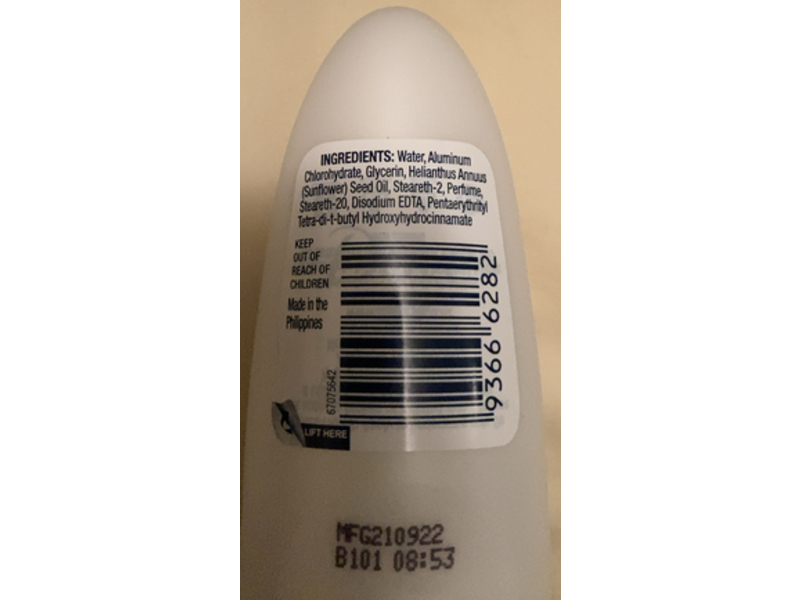 INGREDIENTS: Water, Aluminum
Chlorohydrate, Glycerin, Helianthus Annuus
(Sunflower) Seed Oil, Steareth-2, Perfume,
Steareth-20, Disodium EDTA, Pentaerythrityl
Tetra-di-t-butyl Hydroxyhydrocinnamate
KEEP
OUT OF
REACH OF
CHILDREN
Made in the
Philippines
67075642
9366 6282
LIFT HERE
MFG210922
B101 08:53